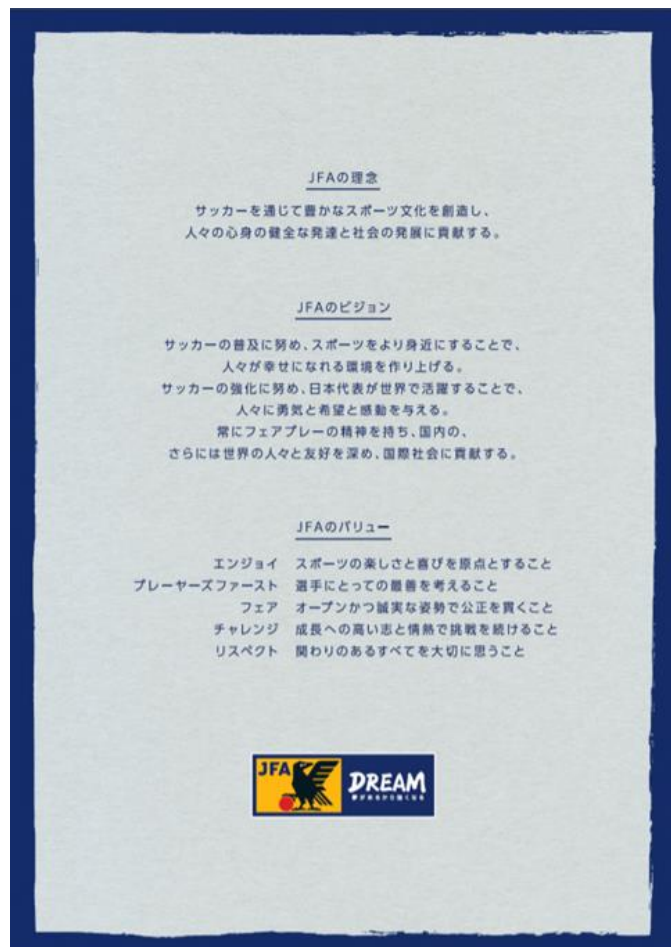 JFAの理念
サッカーを通じて豊かなスポーツ文化を創造し、
人々の心身の健全な発達と社会の発展に貢献する。
JFAのビジョン
サッカーの普及に努め、スポーツをより身近にすることで、
人々が幸せになれる環境を作り上げる。
サッカーの強化に努め、日本代表が世界で活躍することで、
人々に勇気と希望と感動を与える。
常にフェアプレーの精神を持ち、国内の、
さらには世界の人々と友好を深め、国際社会に貢献する。
JFAのバリュー
エンジョイ スポーツの楽しさと喜びを原点とすること
プレーヤーズファースト 選手にとっての最善を考えること
フェア オープンかつ誠実な姿勢で公正を貫くこと
チャレンジ 成長への高い志と情熱で挑戦を続けること
リスペクト 関わりのあるすべてを大切に思うこと
JFA DREAM
夢があるから強くなる